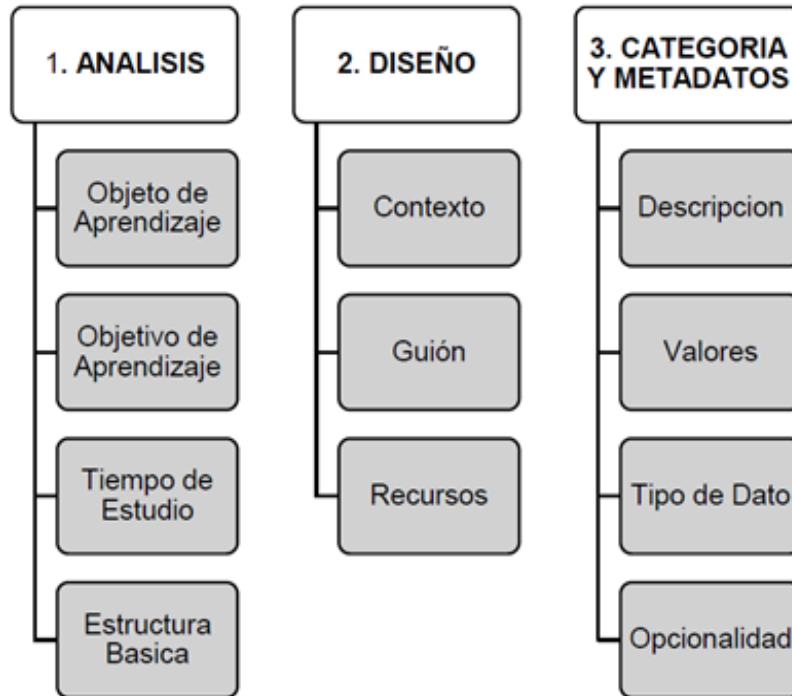 1. ANALISIS
Objeto de
Aprendizaje
Objetivo de
Aprendizaje
Tiempo de
Estudio
Estructura
Basica
2. DISEÑO
Contexto
Guión
Recursos
3. CATEGORIA
Y METADATOS
Descripcion
Valores
Tipo de Dato
Opcionalidad